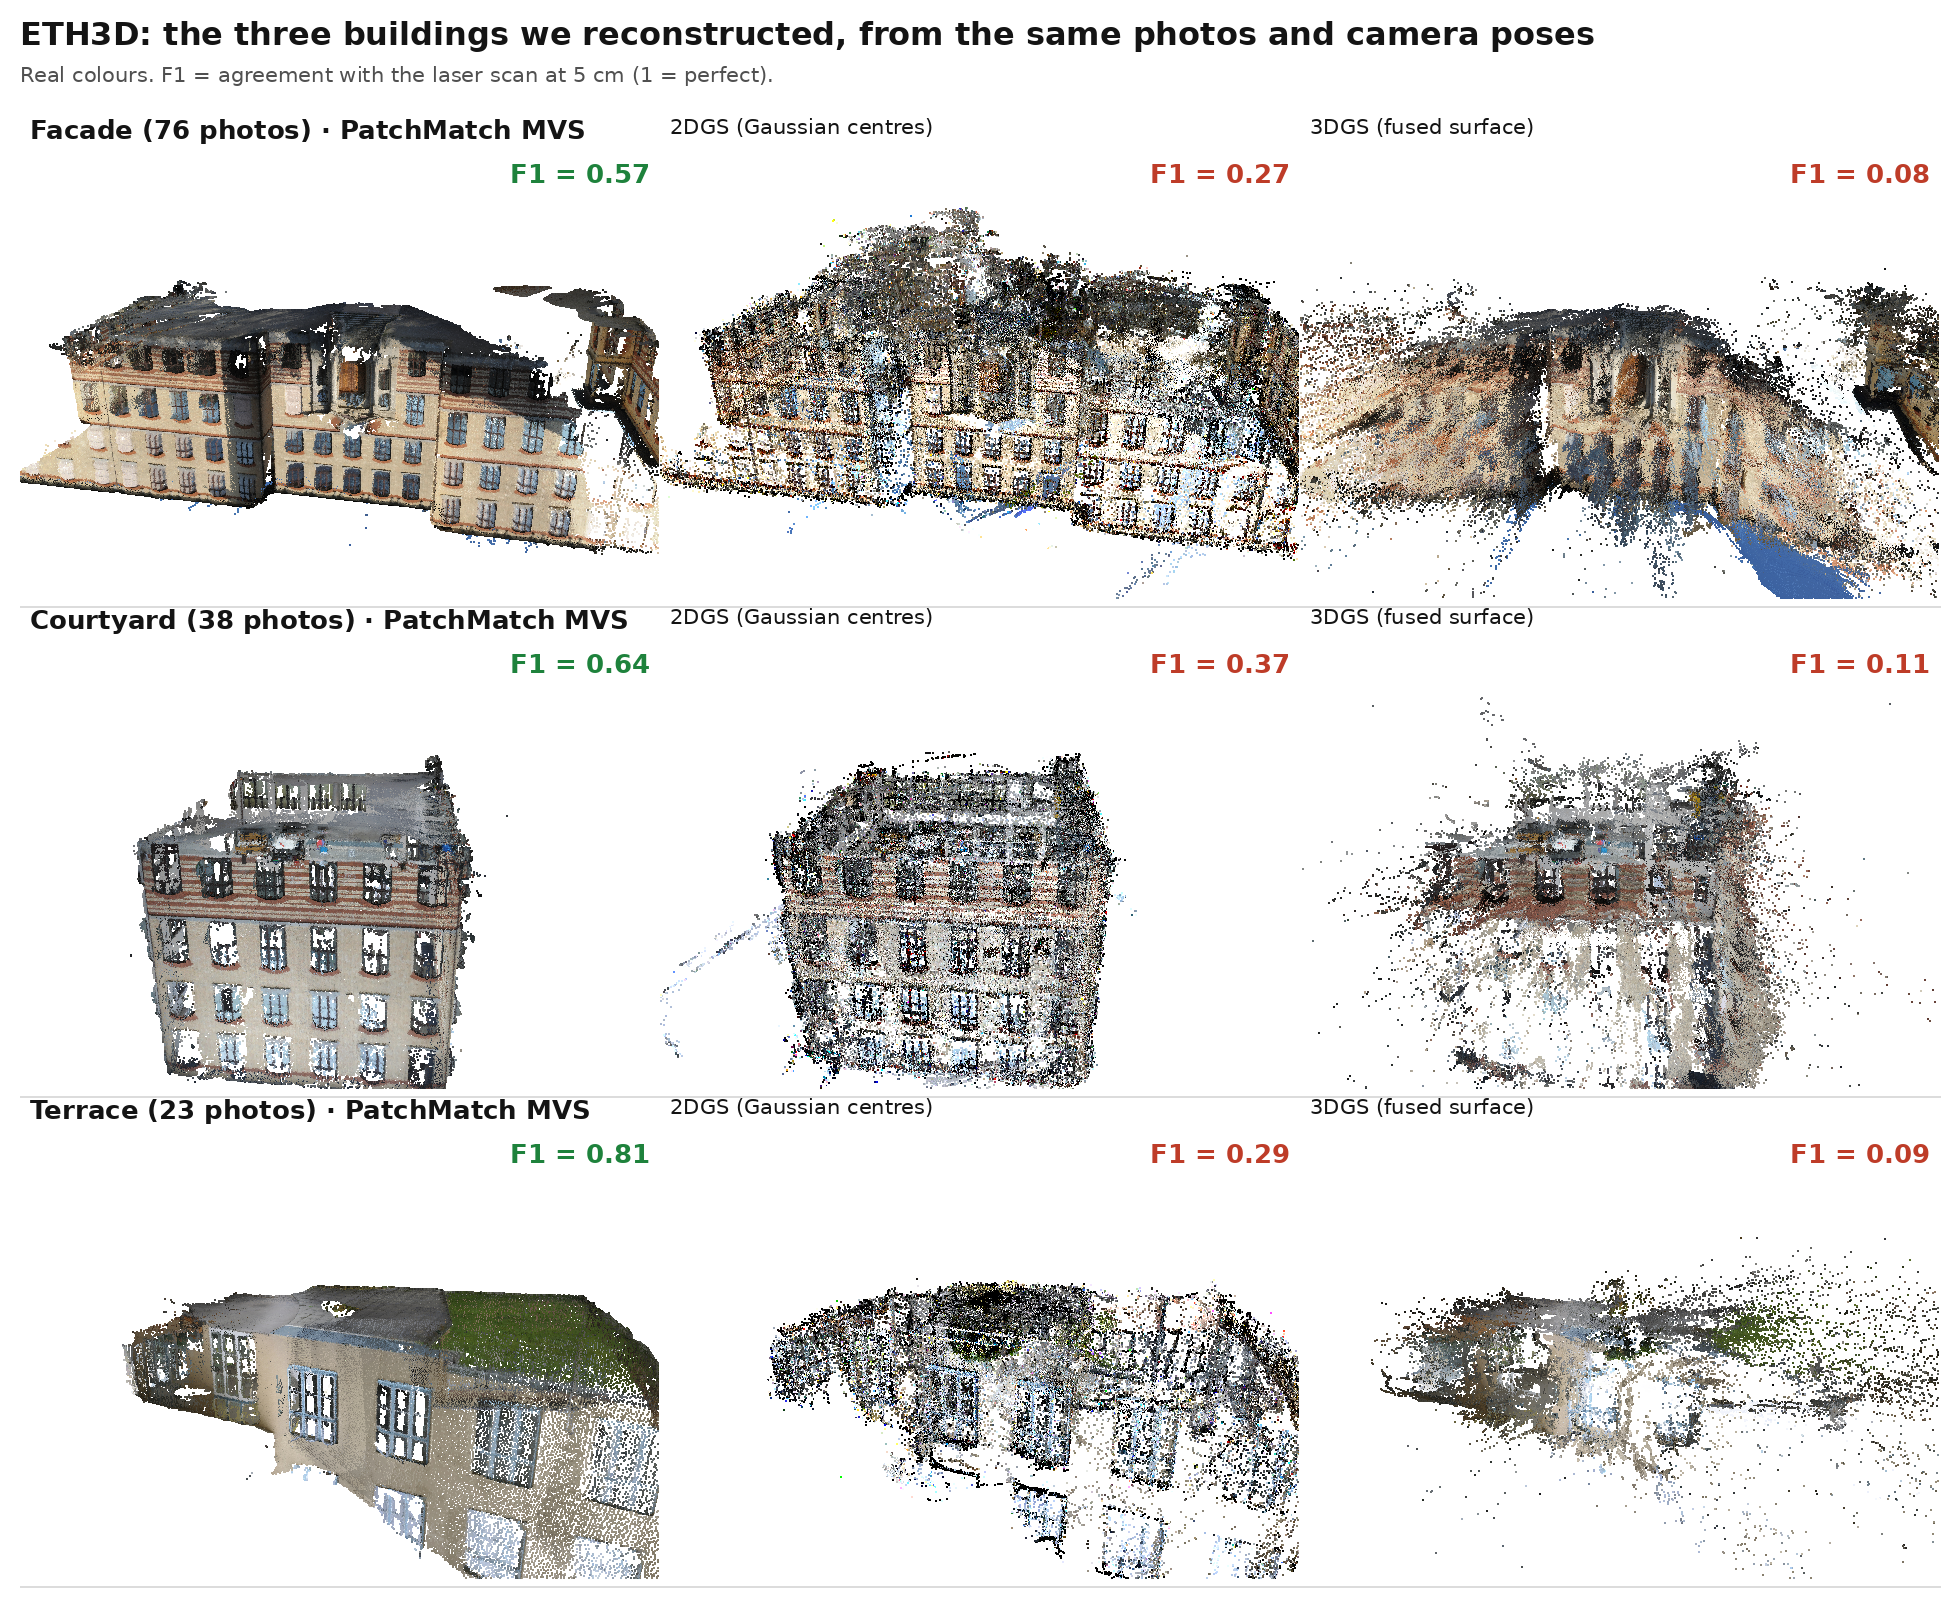 ETH3D: the three buildings we reconstructed, from the same photos and camera poses
Real colours. F1 = agreement with the laser scan at 5 cm (1 = perfect).
Facade (76 photos) · PatchMatch MVS
2DGS (Gaussian centres)
3DGS (fused surface)
F1 = 0.57
F1 = 0.27
F1 = 0.08
Courtyard (38 photos) · PatchMatch MVS
2DGS (Gaussian centres)
3DGS (fused surface)
F1 = 0.64
F1 = 0.37
F1 = 0.11
Terrace (23 photos) · PatchMatch MVS
2DGS (Gaussian centres)
3DGS (fused surface)
F1 = 0.81
F1 = 0.29
F1 = 0.09